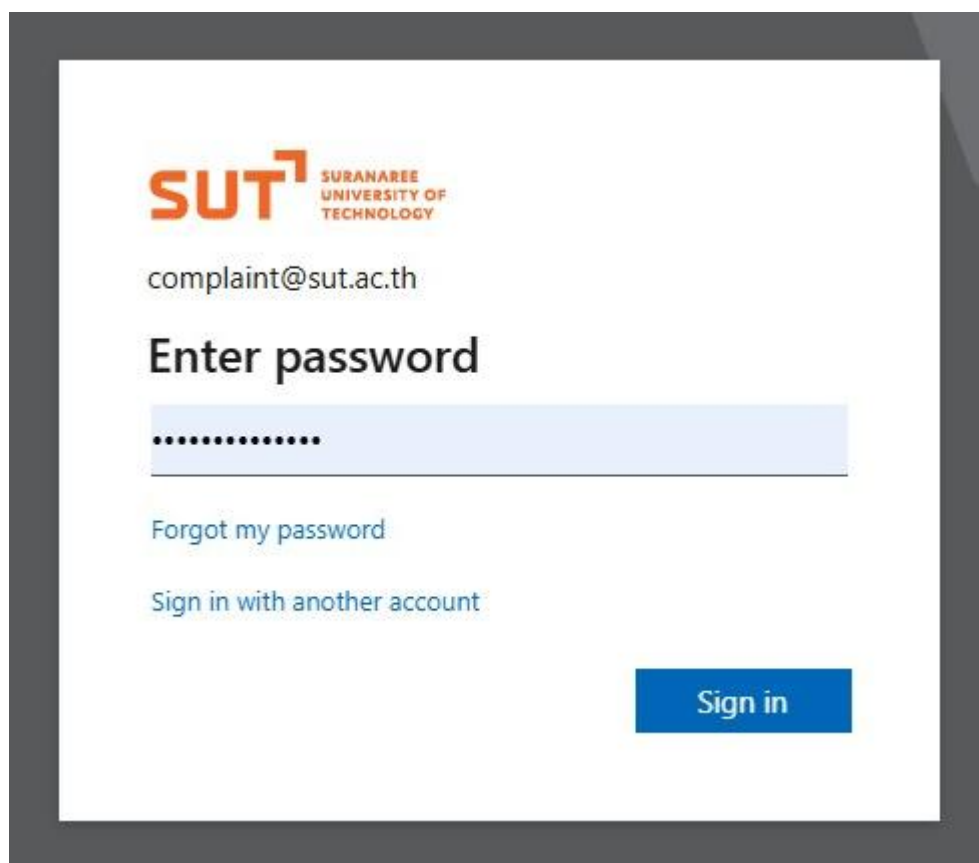 SUT
SURANAREE
UNIVERSITY OF
TECHNOLOGY
complaint@sut.ac.th
Enter password
••••••••••••••
Forgot my password
Sign in with another account
Sign in